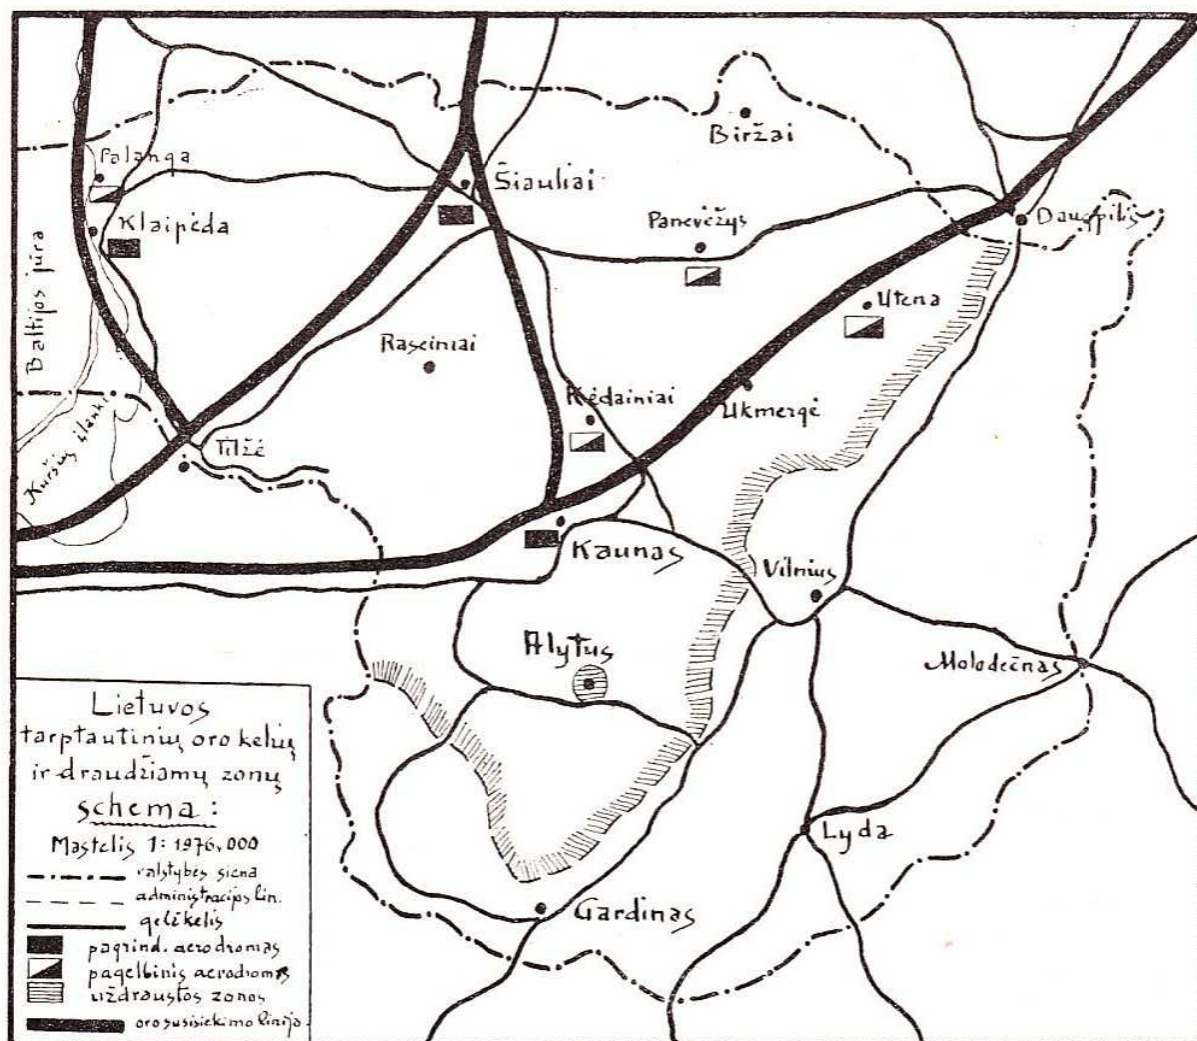 Biržai
Palanga
Šiauliai
Klaipėda
Panevėžys
Daugpilis
Baltijos jūra
Utena
Raseiniai
Kėdainiai
Ukmergė
Tilžė
Kuršių įlanka
Kaunas
Vilnius
Alytus
Molodečnas
Lyda
Gardinas
Lietuvos
tarptautinių oro kelių
ir draudžiamų zonų
schema:
Mastelis 1:1976,000
valstybės siena
administracijos lin.
gelžkelis
pagrind. aerodromas
pagelbinis aerodromas
uždraustos zonos
oro susisiekimo linija.